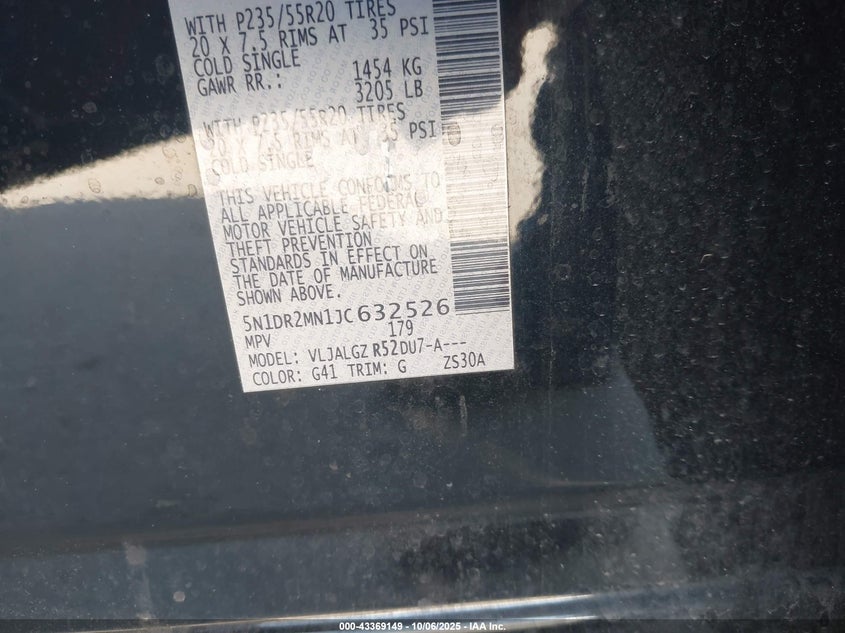 WITH P235/55R20 TIRES
20 X 7.5 RIMS AT 35 PSI
COLD SINGLE
GAWR RR.: 1454 KG
3205 LB
WITH P235/55R20 TIRES
20 X 7.5 RIMS AT 35 PSI
COLD SINGLE
THIS VEHICLE CONFORMS TO
ALL APPLICABLE FEDERAL
MOTOR VEHICLE SAFETY AND
THEFT PREVENTION
STANDARDS IN EFFECT ON
THE DATE OF MANUFACTURE
SHOWN ABOVE.
5N1DR2MN1JC632526
MPV 179
MODEL: VLJALGZ R52DU7-A---
COLOR: G41 TRIM: G ZS30A
000-43369149 - 10/06/2025 - IAA Inc.